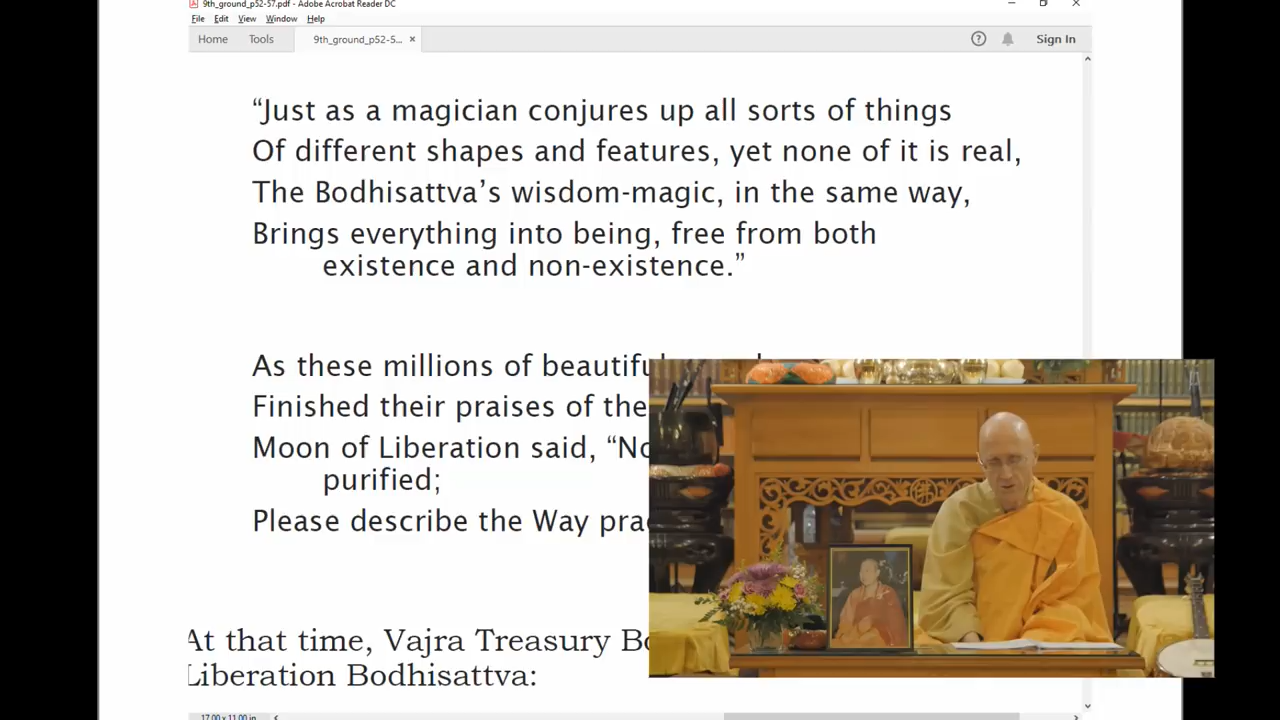 9th_ground_p52-57.pdf - Adobe Acrobat Reader DC
File Edit View Window Help
Home Tools 9th_ground_p52-5... × Sign In
“Just as a magician conjures up all sorts of things
Of different shapes and features, yet none of it is real,
The Bodhisattva’s wisdom-magic, in the same way,
Brings everything into being, free from both
existence and non-existence.”
As these millions of beautiful
Finished their praises of the
Moon of Liberation said, “No
purified;
Please describe the Way
At that time, Vajra Treasury
Liberation Bodhisattva:
17.00 x 11.00 in